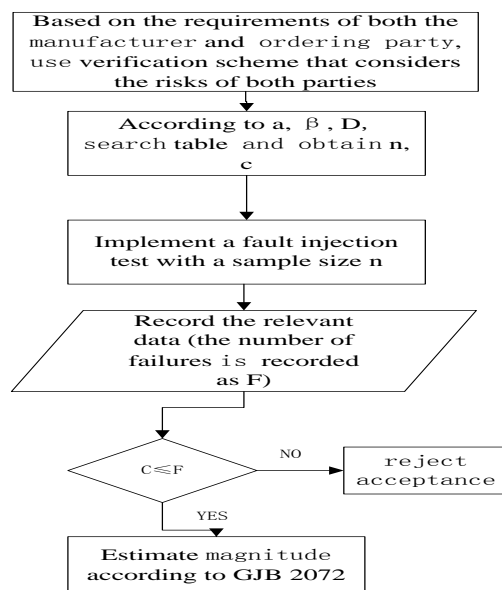 Based on the requirements of both the
manufacturer and ordering party,
use verification scheme that considers
the risks of both parties
According to a, β, D,
search table and obtain n,
c
Implement a fault injection
test with a sample size n
Record the relevant
data (the number of
failures is recorded
as F)
C≤F
NO
reject
acceptance
YES
Estimate magnitude
according to GJB 2072